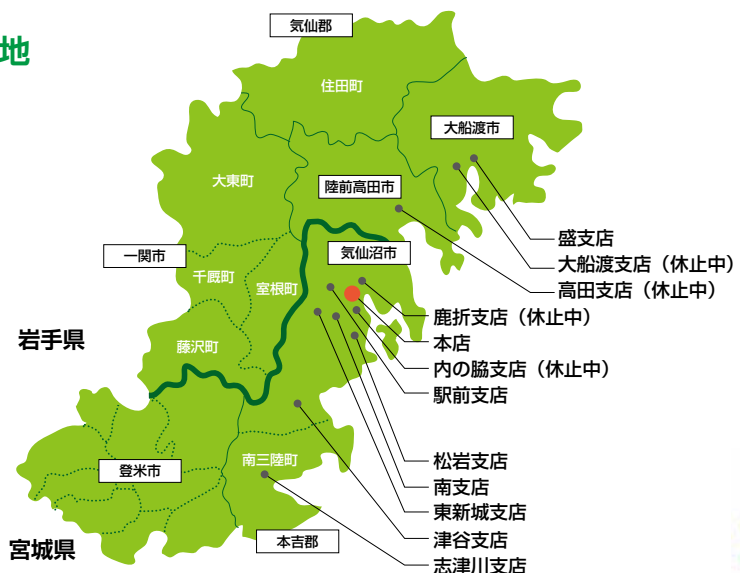 地
気仙郡
住田町
大船渡市
大東町
陸前高田市
一関市
気仙沼市
千厩町
室根町
岩手県
藤沢町
登米市
南三陸町
本吉郡
宮城県
盛支店
大船渡支店（休止中）
高田支店（休止中）
鹿折支店（休止中）
本店
内の脇支店（休止中）
駅前支店
松岩支店
南支店
東新城支店
津谷支店
志津川支店